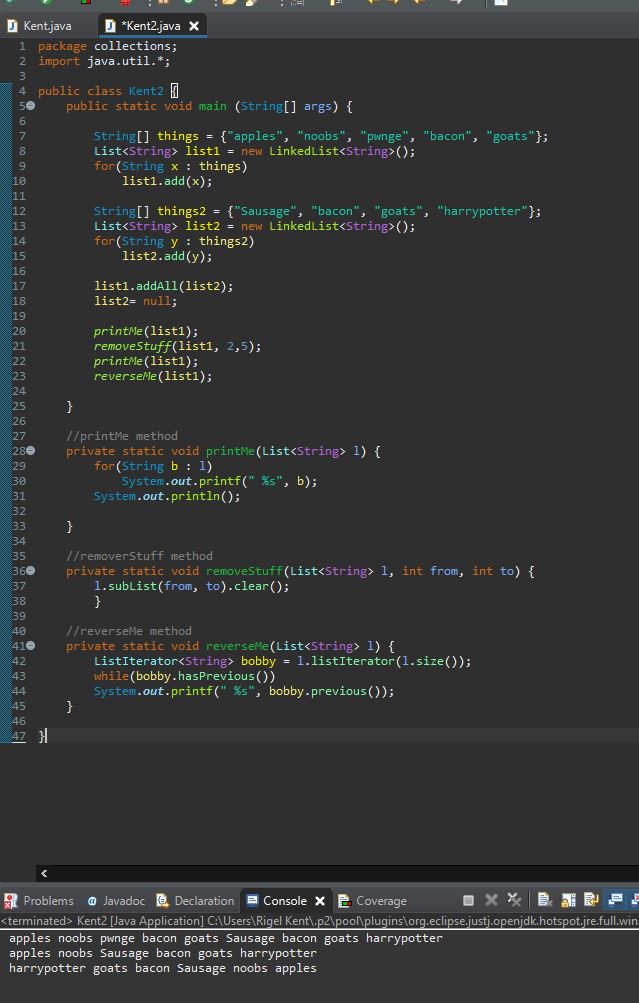 Kent.java *Kent2.java
1 package collections;
2 import java.util.*;
3
4 public class Kent2 {
5 public static void main (String[] args) {
6
7 String[] things = {"apples", "noobs", "pwnge", "bacon", "goats"};
8 List<String> list1 = new LinkedList<String>();
9 for(String x : things)
10 list1.add(x);
11
12 String[] things2 = {"Sausage", "bacon", "goats", "harrypotter"};
13 List<String> list2 = new LinkedList<String>();
14 for(String y : things2)
15 list2.add(y);
16
17 list1.addAll(list2);
18 list2= null;
19
20 printMe(list1);
21 removeStuff(list1, 2,5);
22 printMe(list1);
23 reverseMe(list1);
24
25 }
26
27 //printMe method
28 private static void printMe(List<String> l) {
29 for(String b : l)
30 System.out.printf(" %s", b);
31 System.out.println();
32
33 }
34
35 //removerStuff method
36 private static void removeStuff(List<String> l, int from, int to) {
37 l.subList(from, to).clear();
38 }
39
40 //reverseMe method
41 private static void reverseMe(List<String> l) {
42 ListIterator<String> bobby = l.listIterator(l.size());
43 while(bobby.hasPrevious())
44 System.out.printf(" %s", bobby.previous());
45 }
46
47 }
Problems Javadoc Declaration Console Coverage
<terminated> Kent2 [Java Application] C:\Users\Rigel Kent\.p2\pool\plugins\org.eclipse.justj.openjdk.hotspot.jre.full.win
apples noobs pwnge bacon goats Sausage bacon goats harrypotter
apples noobs Sausage bacon goats harrypotter
harrypotter goats bacon Sausage noobs apples